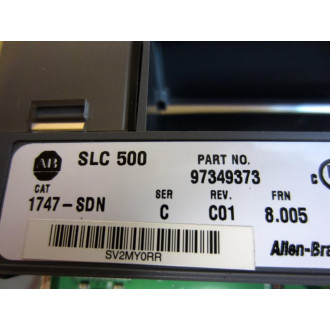 AB SLC 500 PART NO.
97349373
CAT
1747-SDN
SER REV. FRN
C C01 8.005
SV2MY0RR
Allen-Bra